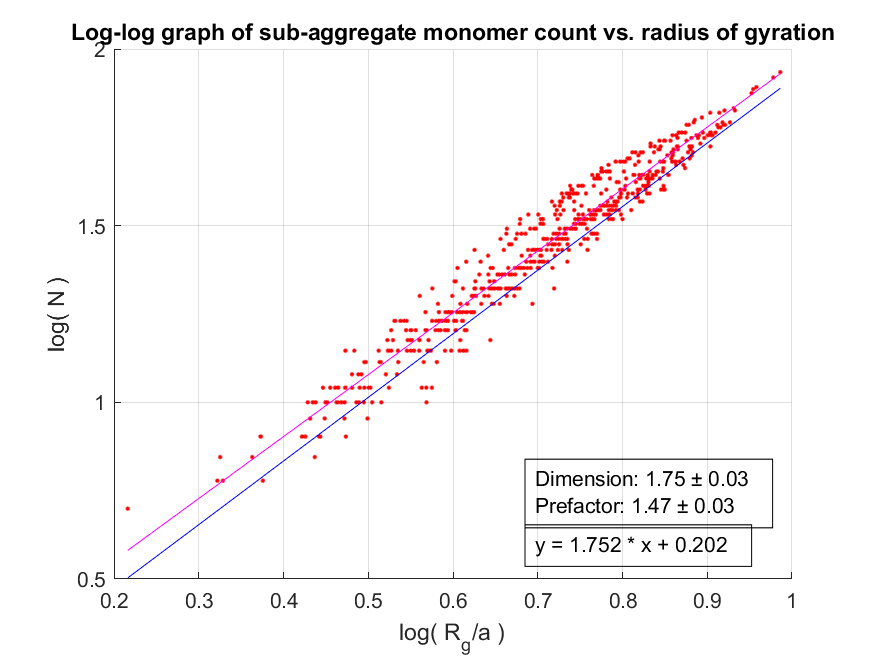 Log-log graph of sub-aggregate monomer count vs. radius of gyration
2
1.5
1
0.5
log( N )
Dimension: 1.75 ± 0.03
Prefactor: 1.47 ± 0.03
y = 1.752 * x + 0.202
0.2 0.3 0.4 0.5 0.6 0.7 0.8 0.9 1
log( R_g/a )